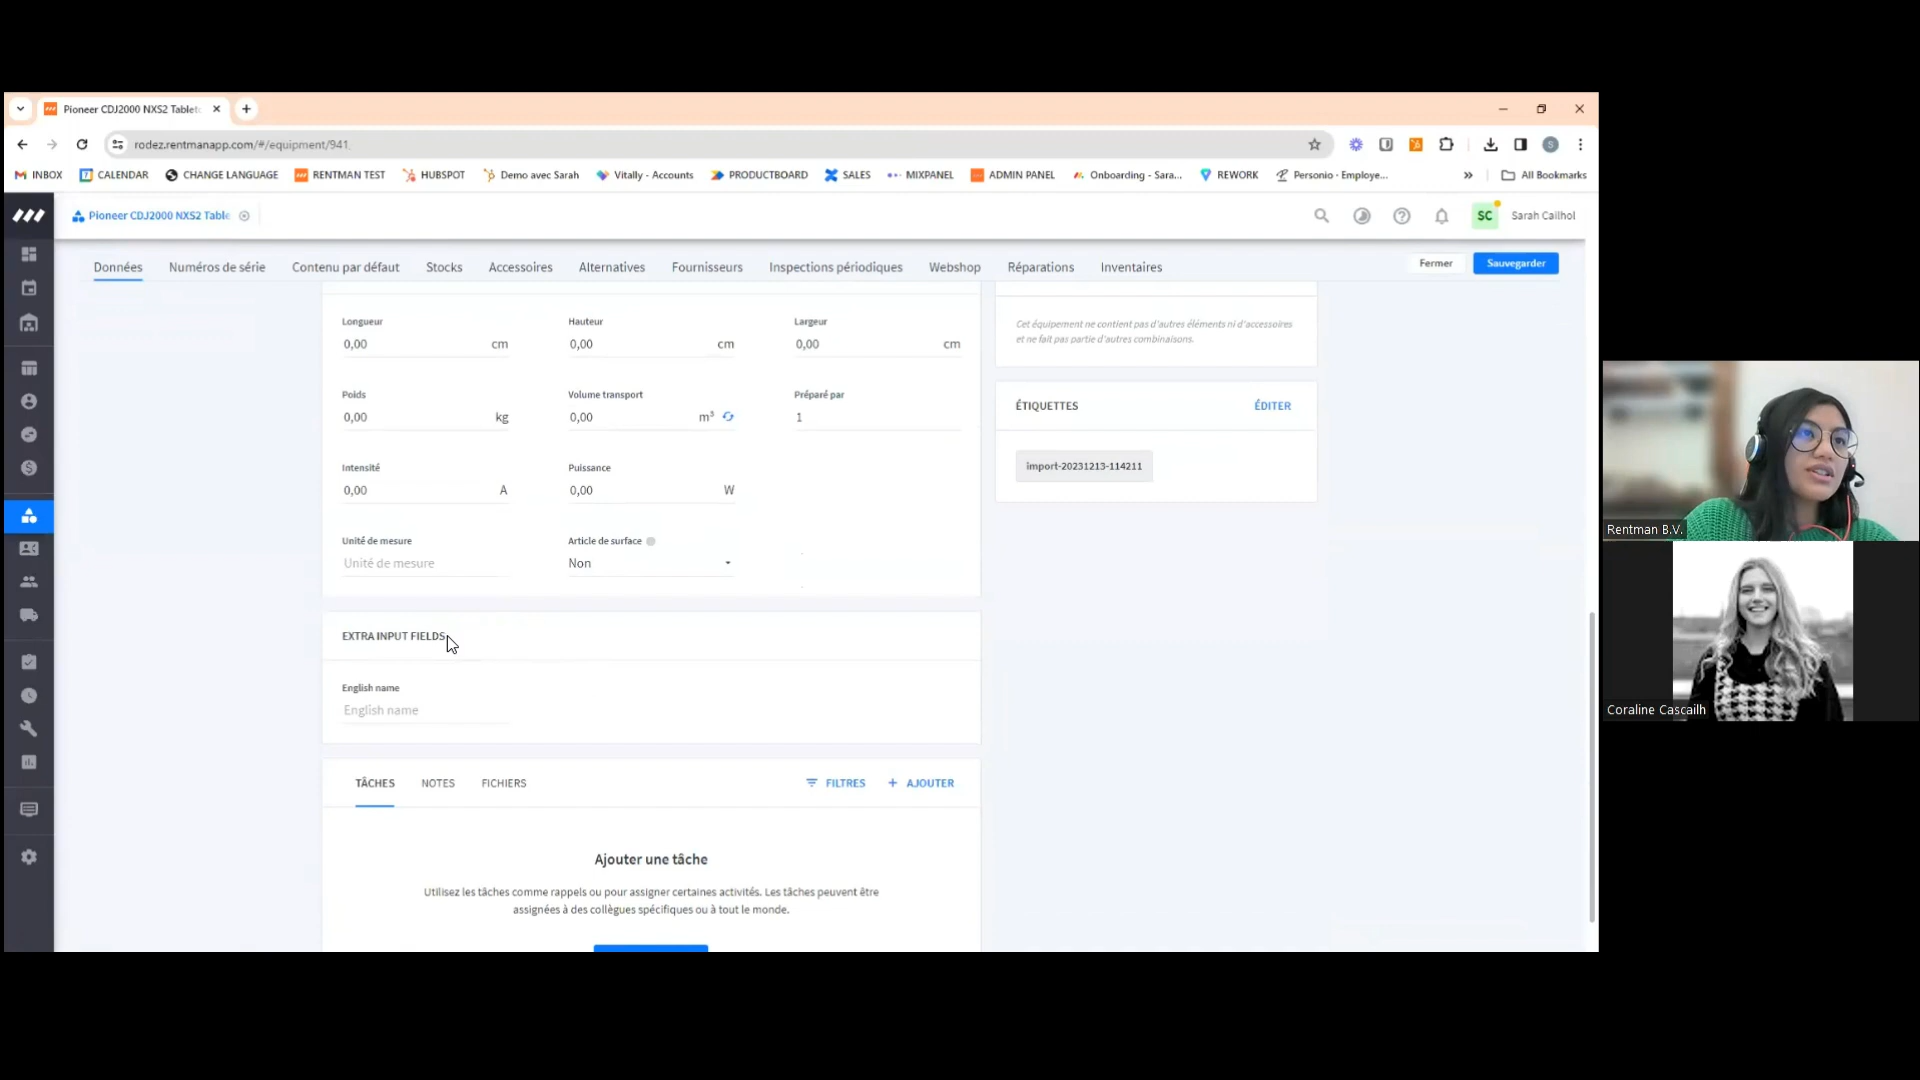 Pioneer CDJ2000 NXS2 Tablet
rodez.rentmanapp.com/#/equipment/941
INBOX
CALENDAR
CHANGE LANGUAGE
RENTMAN TEST
HUBSPOT
Demo avec Sarah
Vitally - Accounts
PRODUCTBOARD
SALES
MIXPANEL
ADMIN PANEL
Onboarding - Sara...
REWORK
Personio - Employe...
»
All Bookmarks
Pioneer CDJ2000 NXS2 Table
SC
Sarah Cailhol
Données
Numéros de série
Contenu par défaut
Stocks
Accessoires
Alternatives
Fournisseurs
Inspections périodiques
Webshop
Réparations
Inventaires
Fermer
Sauvegarder
Longueur
Hauteur
Largeur
0,00 cm
0,00 cm
0,00 cm
Poids
Volume transport
Préparé par
0,00 kg
0,00 m³
1
Intensité
Puissance
0,00 A
0,00 W
Unité de mesure
Article de surface
Unité de mesure
Non
Cet équipement ne contient pas d'autres éléments ni d'accessoires
et ne fait pas partie d'autres combinaisons.
ÉTIQUETTES
ÉDITER
import-20231213-114211
EXTRA INPUT FIELDS
English name
English name
TÂCHES
NOTES
FICHIERS
FILTRES
+ AJOUTER
Ajouter une tâche
Utilisez les tâches comme rappels ou pour assigner certaines activités. Les tâches peuvent être
assignées à des collègues spécifiques ou à tout le monde.
Rentman B.V.
Coraline Cascailh